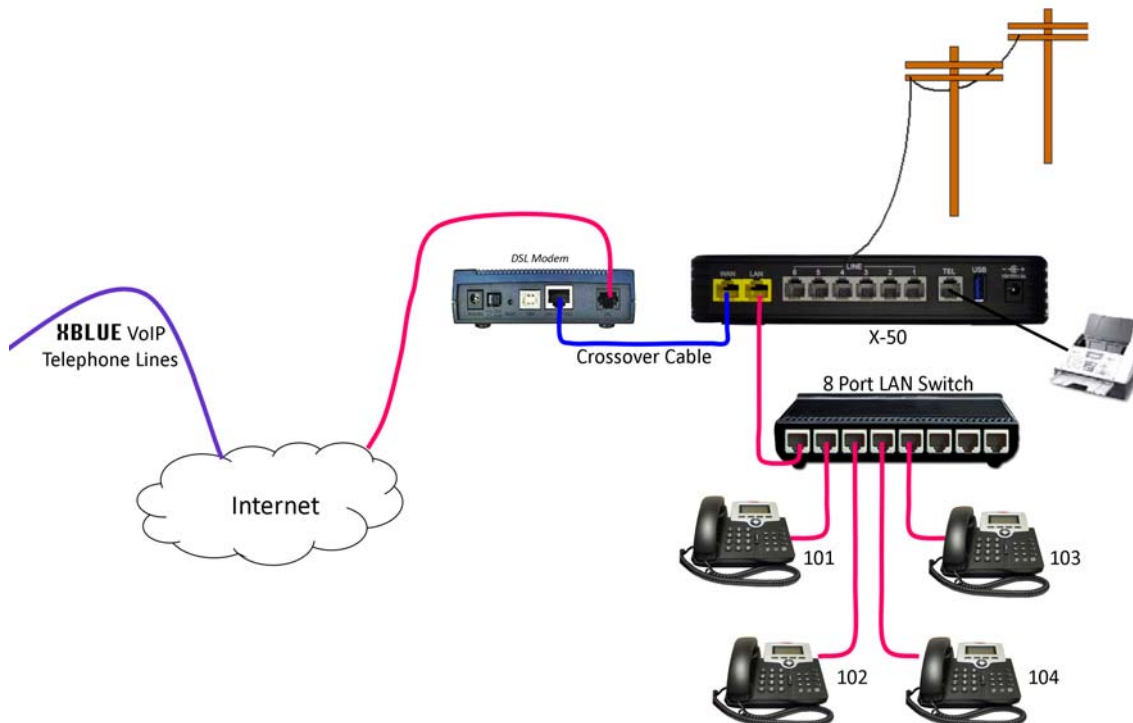 DSL Modem
XBLUE VoIP
Telephone Lines
Internet
Crossover Cable
WAN
LAN
LINE
6 5 4 3 2 1
TEL
USB
X-50
8 Port LAN Switch
101
103
102
104